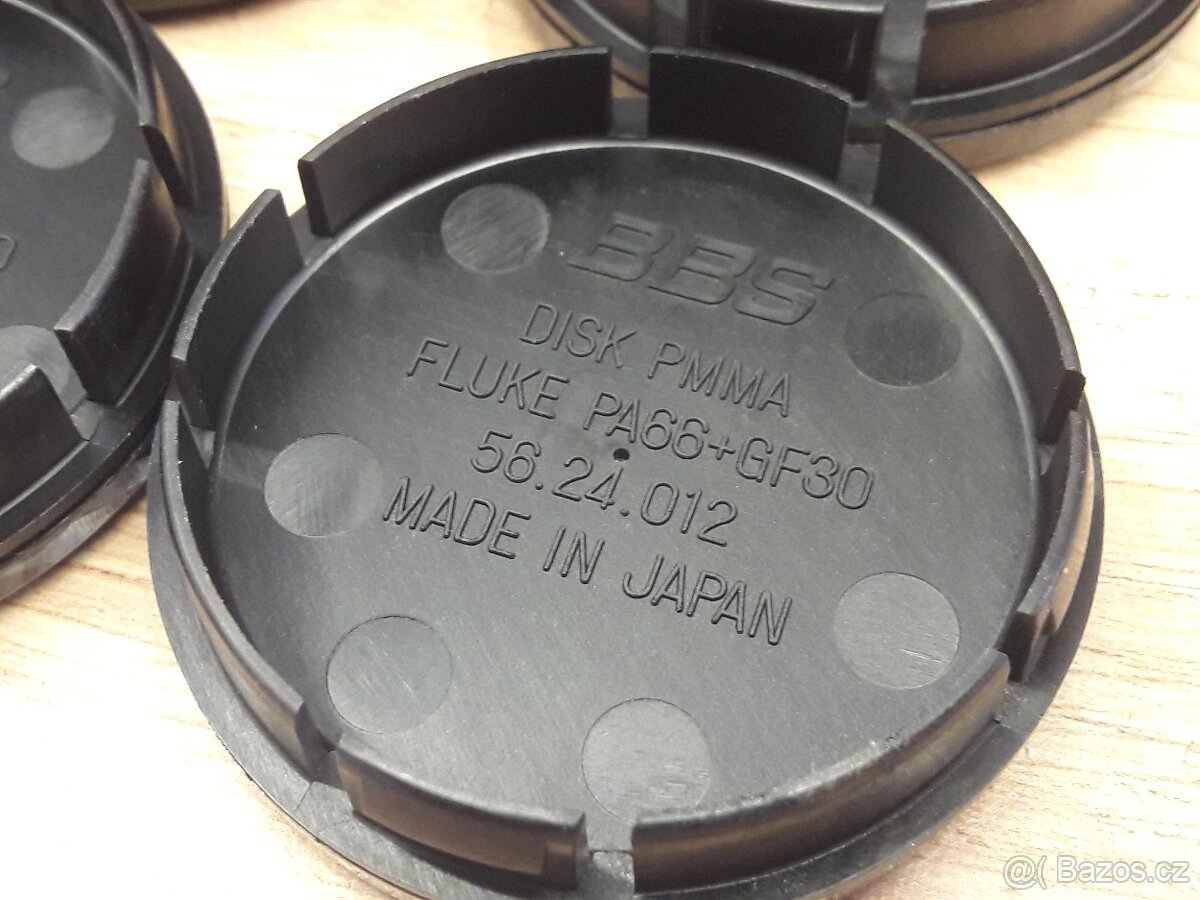 BBS
DISK PMMA
FLUKE PA66+GF30
56.24.012
MADE IN JAPAN
@( Bazos.cz